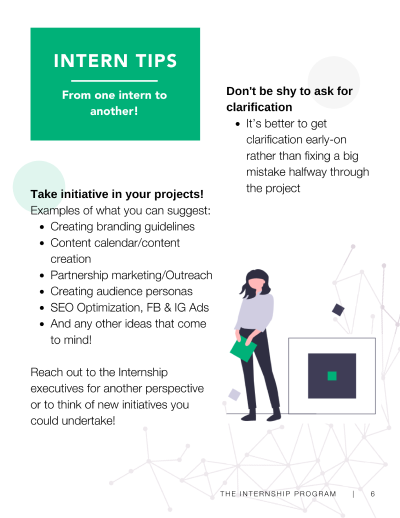 INTERN TIPS
From one intern to
another!
Don't be shy to ask for
clarification
• It's better to get
clarification early-on
rather than fixing a big
mistake halfway through
the project
Take initiative in your projects!
Examples of what you can suggest:
• Creating branding guidelines
• Content calendar/content
creation
• Partnership marketing/Outreach
• Creating audience personas
• SEO Optimization, FB & IG Ads
• And any other ideas that come
to mind!
Reach out to the Internship
executives for another perspective
or to think of new initiatives you
could undertake!
THE INTERNSHIP PROGRAM | 6